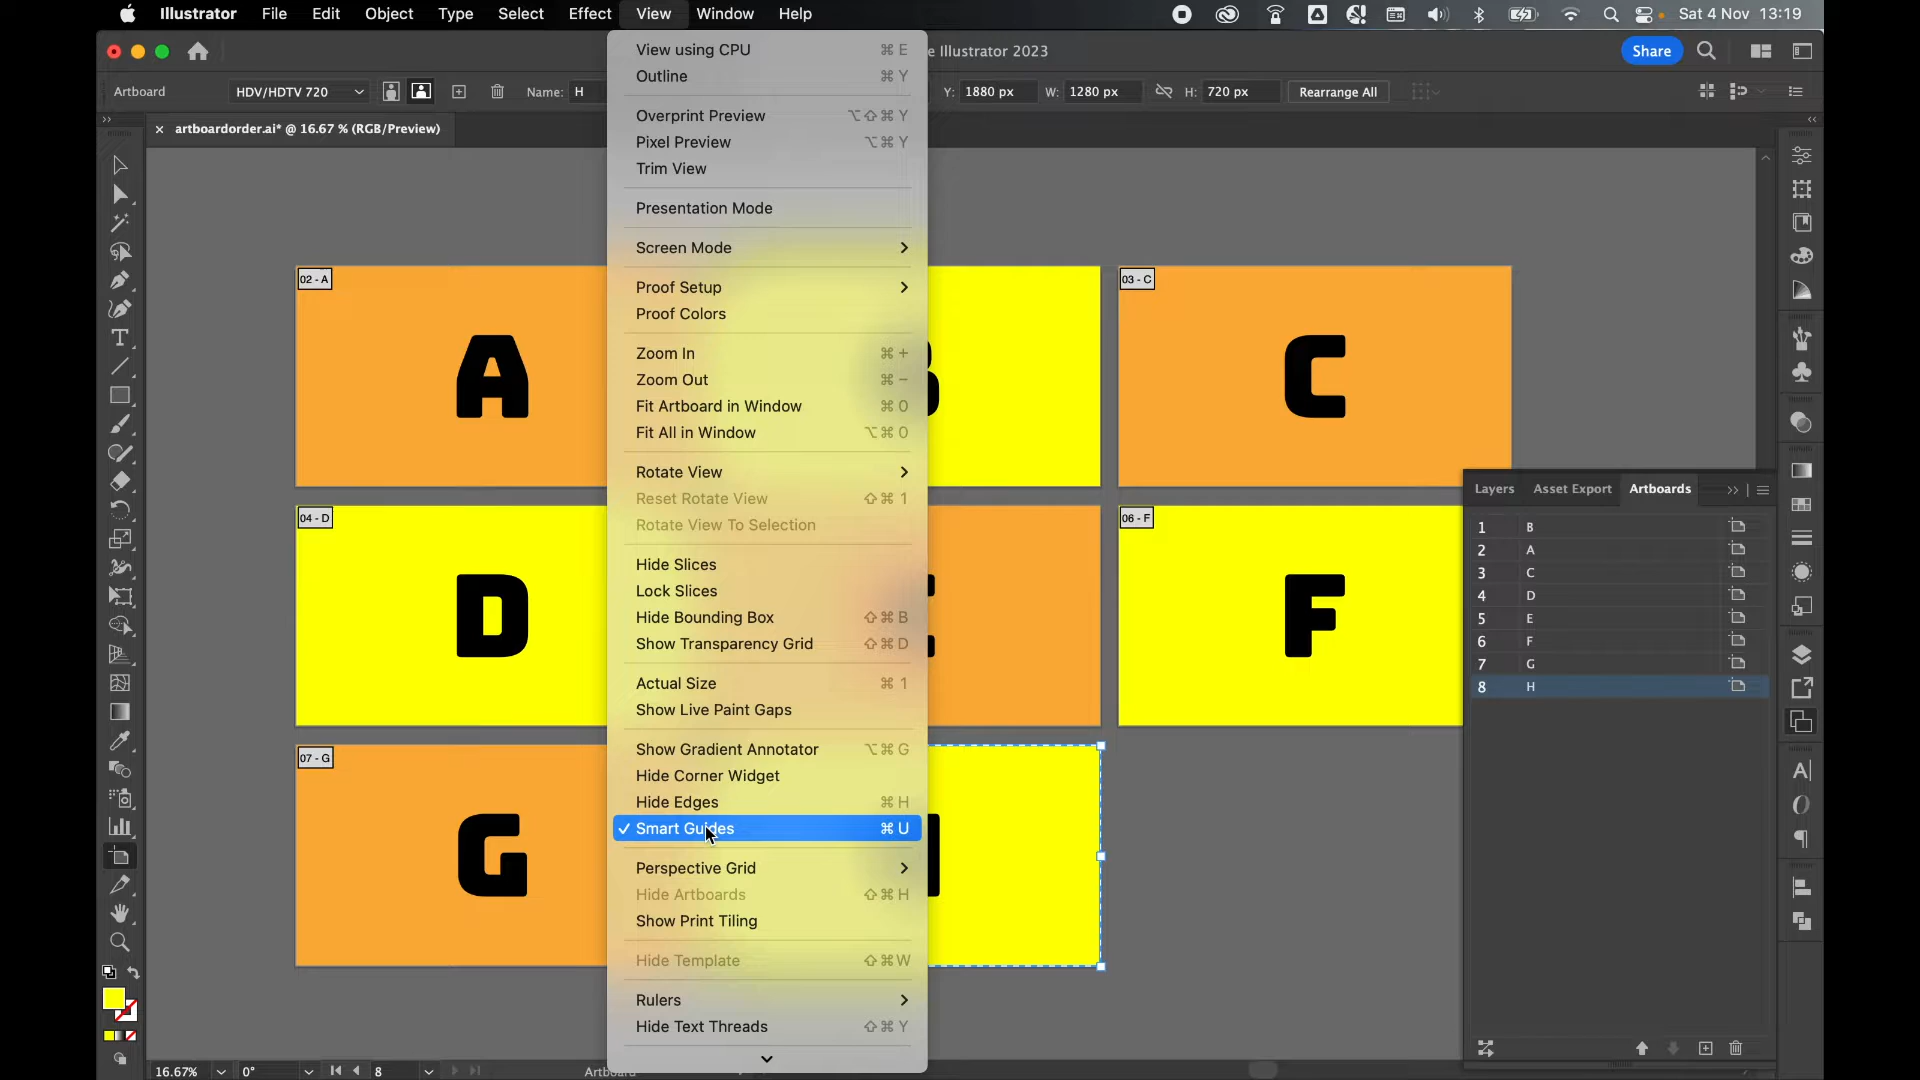 Illustrator File Edit Object Type Select Effect View Window Help Sat 4 Nov 13:19
e Illustrator 2023 Share
Artboard HDV/HDTV 720 Name: H Y: 1880 px W: 1280 px H: 720 px Rearrange All
artboardorder.ai* @ 16.67 % (RGB/Preview)
View using CPU ⌘ E
Outline ⌘ Y
Overprint Preview ⌥⇧⌘ Y
Pixel Preview ⌥⌘ Y
Trim View
Presentation Mode
Screen Mode
Proof Setup
Proof Colors
Zoom In ⌘ +
Zoom Out ⌘ −
Fit Artboard in Window ⌘ 0
Fit All in Window ⌥⌘ 0
Rotate View
Reset Rotate View ⇧⌘ 1
Rotate View To Selection
Hide Slices
Lock Slices
Hide Bounding Box ⇧⌘ B
Show Transparency Grid ⇧⌘ D
Actual Size ⌘ 1
Show Live Paint Gaps
Show Gradient Annotator ⌥⌘ G
Hide Corner Widget
Hide Edges ⌘ H
✓ Smart Guides ⌘ U
Perspective Grid
Hide Artboards ⇧⌘ H
Show Print Tiling
Hide Template ⇧⌘ W
Rulers
Hide Text Threads ⇧⌘ Y
02 - A
A
03 - C
C
04 - D
D
06 - F
F
07 - G
G
Layers Asset Export Artboards
1 B
2 A
3 C
4 D
5 E
6 F
7 G
8 H
16.67% 0° 8 Artboard